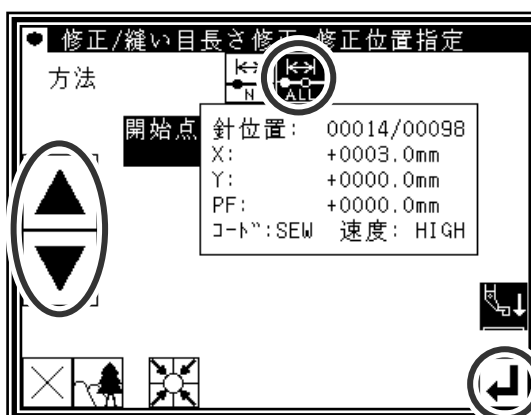 修正/縫い目長さ修正 修正位置指定
方法
N
ALL
開始点
針位置: 00014/00098
X: +0003.0mm
Y: +0000.0mm
PF: +0000.0mm
コード:SEW 速度: HIGH